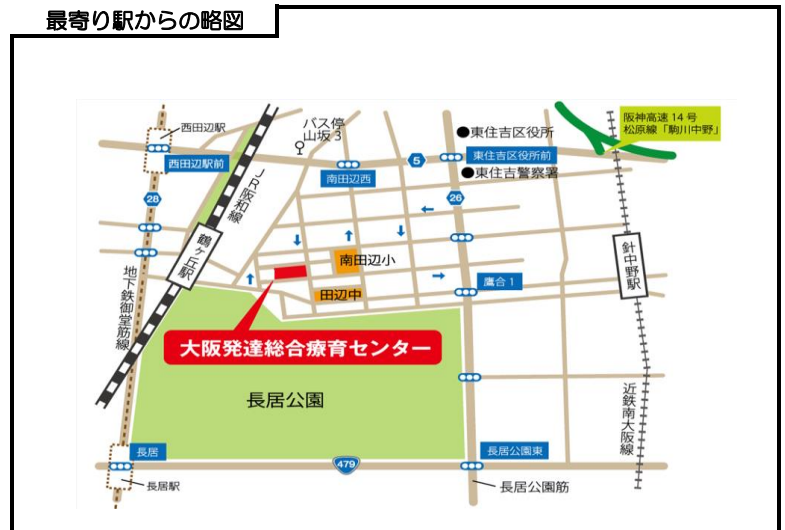 最寄り駅からの略図
西田辺駅
バス停
山坂3
東住吉区役所
阪神高速14号
松原線「駒川中野」
西田辺駅前
南田辺西
5
東住吉区役所前
東住吉警察署
JR阪和線
28
26
鶴ヶ丘駅
南田辺小
針中野駅
地下鉄御堂筋線
田辺中
鷹合1
大阪発達総合療育センター
長居公園
近鉄南大阪線
長居
479
長居公園東
長居駅
長居公園筋